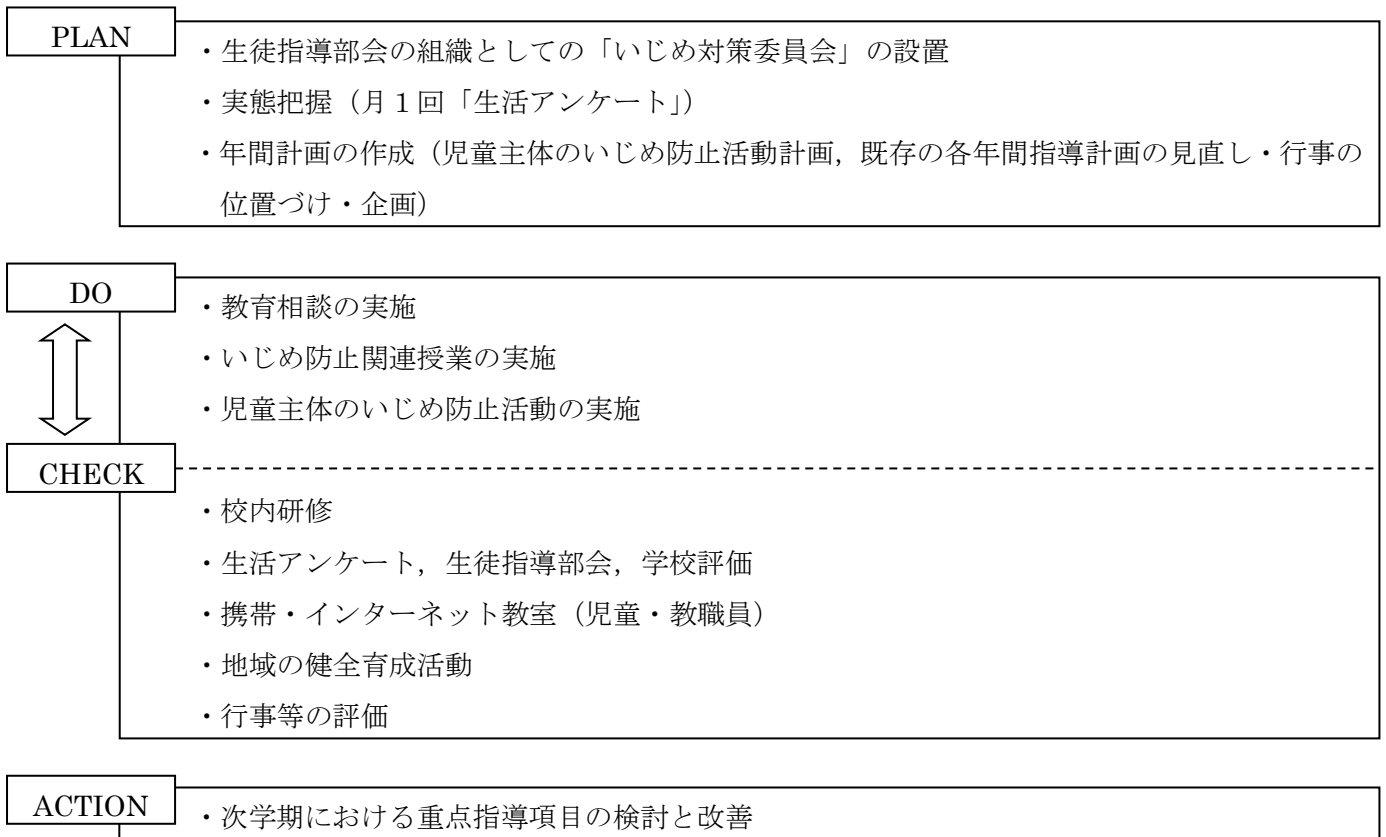 PLAN
・生徒指導部会の組織としての「いじめ対策委員会」の設置
・実態把握（月１回「生活アンケート」）
・年間計画の作成（児童主体のいじめ防止活動計画，既存の各年間指導計画の見直し・行事の
位置づけ・企画）
DO
・教育相談の実施
・いじめ防止関連授業の実施
・児童主体のいじめ防止活動の実施
CHECK
・校内研修
・生活アンケート，生徒指導部会，学校評価
・携帯・インターネット教室（児童・教職員）
・地域の健全育成活動
・行事等の評価
ACTION
・次学期における重点指導項目の検討と改善